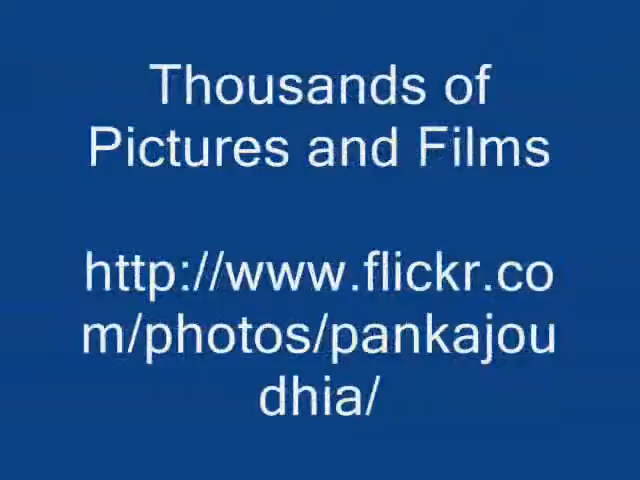 Thousands of
Pictures and Films
http://www.flickr.co
m/photos/pankajou
dhia/